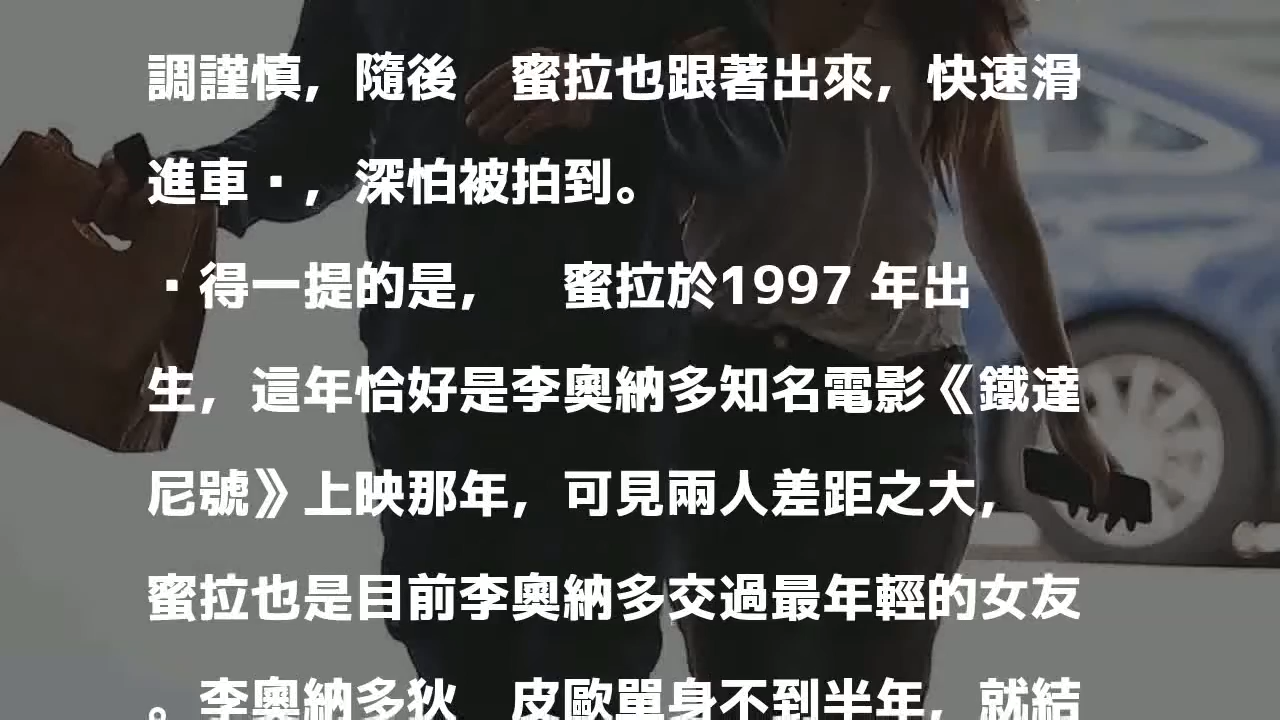 調謹慎，隨後　蜜拉也跟著出來，快速滑
進車·，深怕被拍到。
·得一提的是，　蜜拉於1997 年出
生，這年恰好是李奧納多知名電影《鐵達
尼號》上映那年，可見兩人差距之大，
蜜拉也是目前李奧納多交過最年輕的女友
。李奧納多狄　皮歐單身不到半年，就結